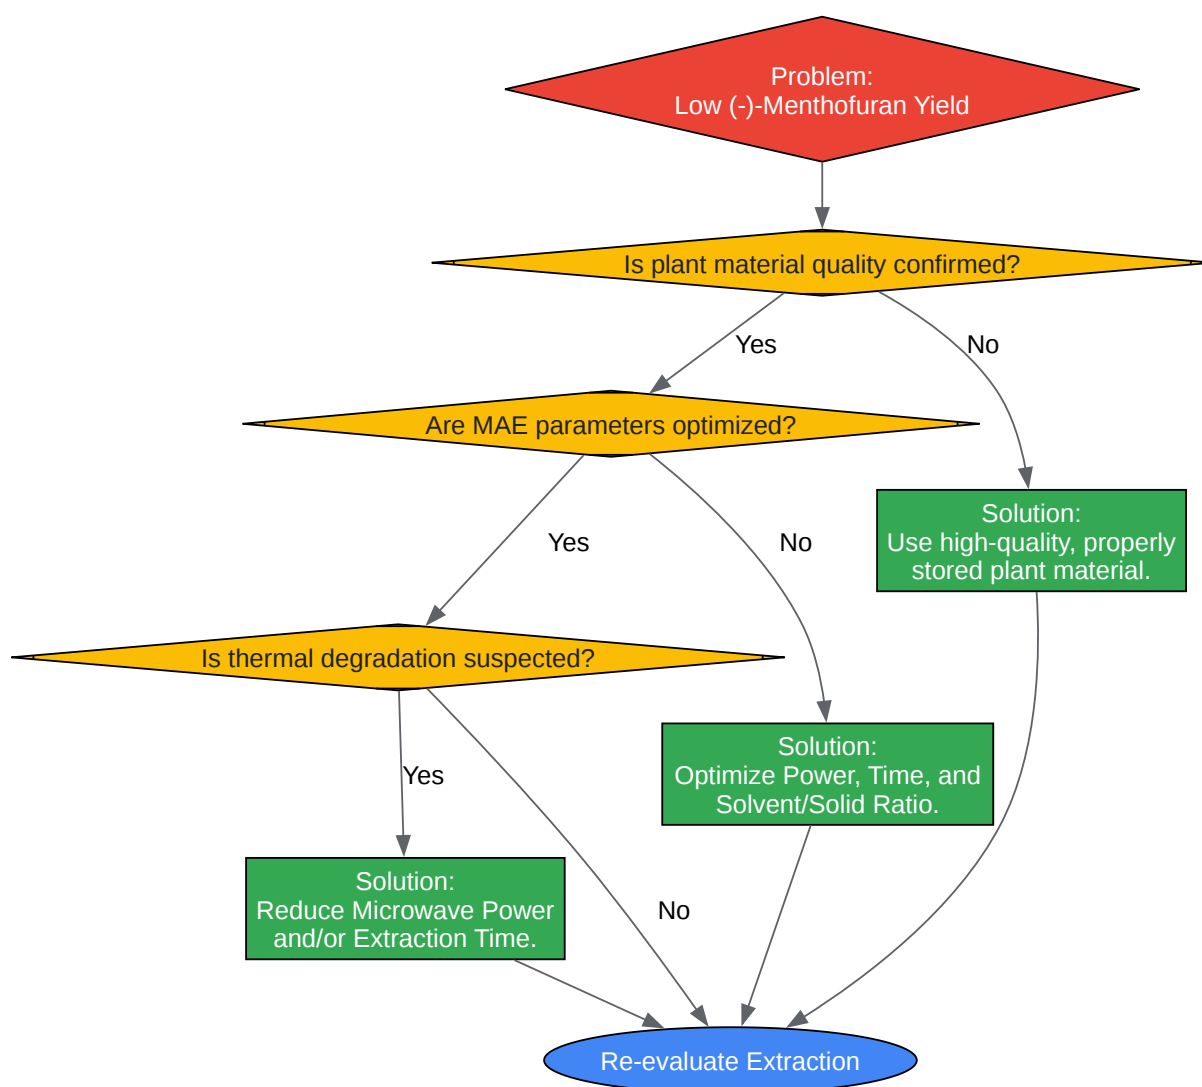 Problem:
Low (-)-Menthofuran Yield
Is plant material quality confirmed?
Yes
No
Are MAE parameters optimized?
Solution:
Use high-quality, properly
stored plant material.
Yes
No
Is thermal degradation suspected?
Solution:
Optimize Power, Time, and
Solvent/Solid Ratio.
Yes
Solution:
Reduce Microwave Power
and/or Extraction Time.
No
Re-evaluate Extraction